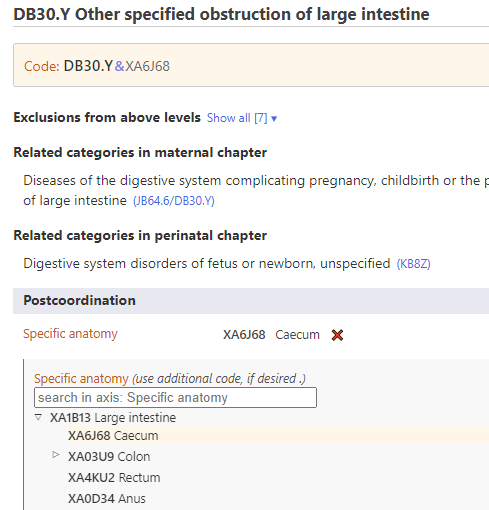 DB30.Y Other specified obstruction of large intestine
Code: DB30.Y&XA6J68
Exclusions from above levels Show all [7] ▾
Related categories in maternal chapter
Diseases of the digestive system complicating pregnancy, childbirth or the
of large intestine (JB64.6/DB30.Y)
Related categories in perinatal chapter
Digestive system disorders of fetus or newborn, unspecified (KB8Z)
Postcoordination
Specific anatomy XA6J68 Caecum
Specific anatomy (use additional code, if desired .)
search in axis: Specific anatomy
XA1B13 Large intestine
XA6J68 Caecum
XA03U9 Colon
XA4KU2 Rectum
XA0D34 Anus